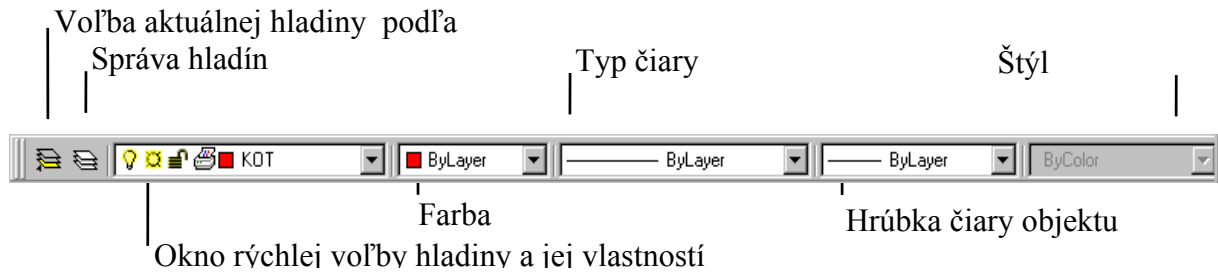 Voľba aktuálnej hladiny podľa
Správa hladín
Typ čiary
Štýl
KOT
ByLayer
ByLayer
ByLayer
ByColor
Farba
Hrúbka čiary objektu
Okno rýchlej voľby hladiny a jej vlastností